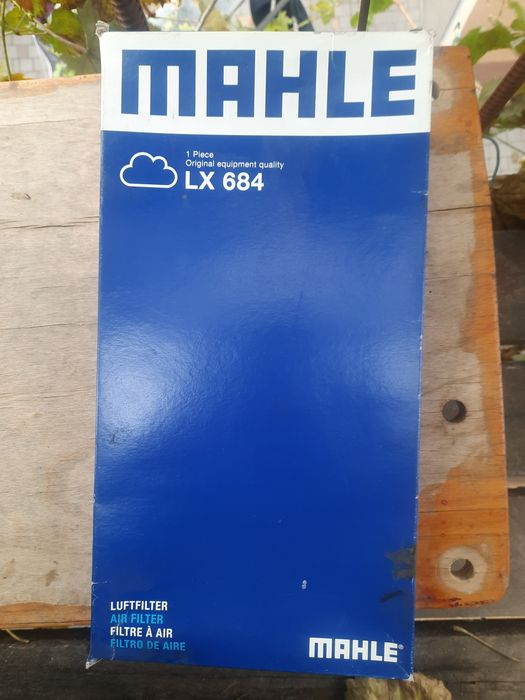 MAHLE
1 Piece
Original equipment quality
LX 684
LUFTFILTER
AIR FILTER
FILTRE À AIR
FILTRO DE AIRE
MAHLE®